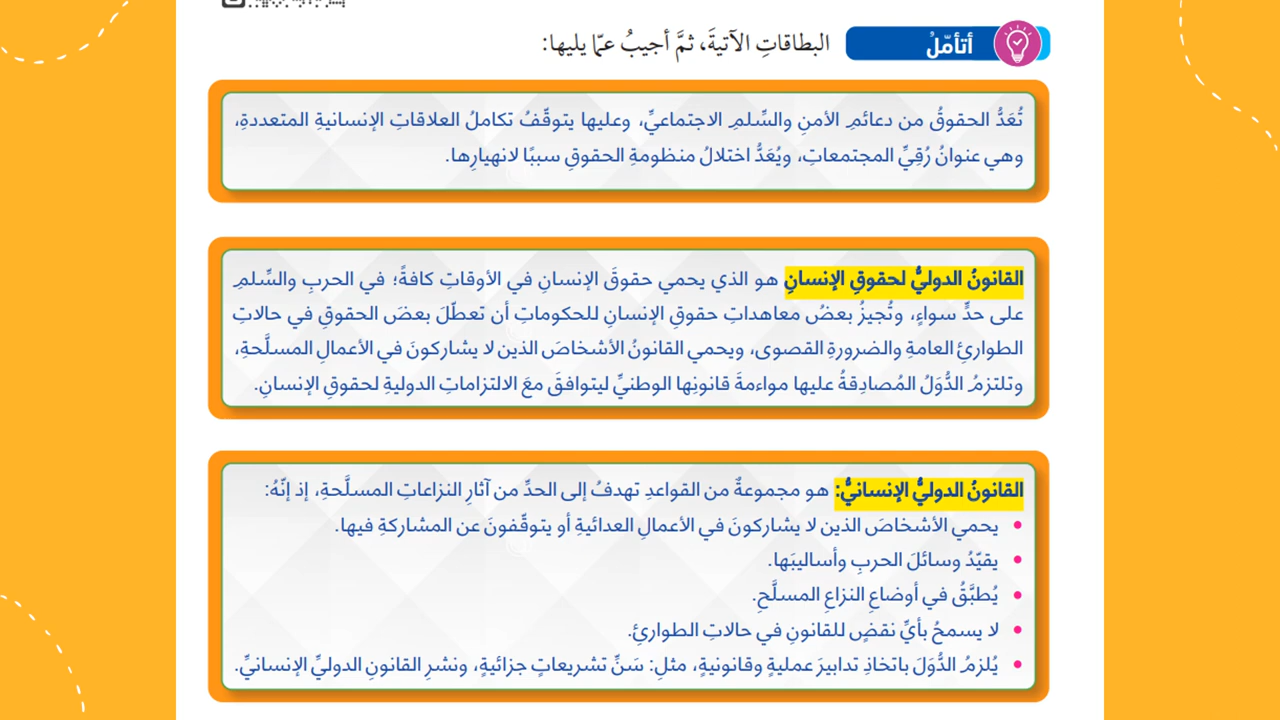 أتأمّلُ البطاقاتِ الآتيةَ، ثمَّ أجيبُ عمّا يليها:
تُعَدُّ الحقوقُ من دعائمِ الأمنِ والسِّلمِ الاجتماعيِّ، وعليها يتوقّفُ تكاملُ العلاقاتِ الإنسانيةِ المتعددةِ،
وهي عنوانُ رُقِيِّ المجتمعاتِ، ويُعَدُّ اختلالُ منظومةِ الحقوقِ سببًا لانهيارِها.
القانونُ الدوليُّ لحقوقِ الإنسانِ هو الذي يحمي حقوقَ الإنسانِ في الأوقاتِ كافةً؛ في الحربِ والسِّلمِ
على حدٍّ سواءٍ، وتُجيزُ بعضُ معاهداتِ حقوقِ الإنسانِ للحكوماتِ أن تعطّلَ بعضَ الحقوقِ في حالاتِ
الطوارئِ العامةِ والضرورةِ القصوى، ويحمي القانونُ الأشخاصَ الذين لا يشاركونَ في الأعمالِ المسلَّحةِ،
وتلتزمُ الدُّوَلُ المُصادِقةُ عليها مواءمةَ قانونِها الوطنيِّ ليتوافقَ معَ الالتزاماتِ الدوليةِ لحقوقِ الإنسانِ.
القانونُ الدوليُّ الإنسانيُّ: هو مجموعةٌ من القواعدِ تهدفُ إلى الحدِّ من آثارِ النزاعاتِ المسلَّحةِ، إذ إنّهُ:
• يحمي الأشخاصَ الذين لا يشاركونَ في الأعمالِ العدائيةِ أو يتوقّفونَ عن المشاركةِ فيها.
• يقيّدُ وسائلَ الحربِ وأساليبَها.
• يُطبَّقُ في أوضاعِ النزاعِ المسلَّحِ.
• لا يسمحُ بأيِّ نقضٍ للقانونِ في حالاتِ الطوارئِ.
• يُلزمُ الدُّوَلَ باتخاذِ تدابيرَ عمليةٍ وقانونيةٍ، مثلِ: سَنِّ تشريعاتٍ جزائيةٍ، ونشرِ القانونِ الدوليِّ الإنسانيِّ.